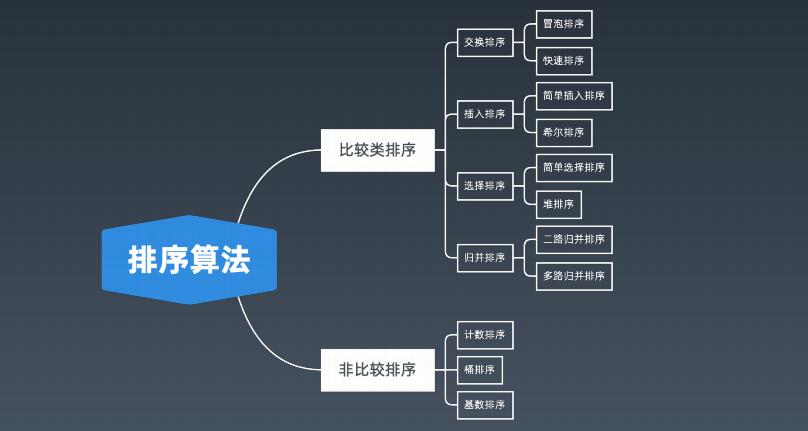 排序算法
比较类排序
交换排序
冒泡排序
快速排序
插入排序
简单插入排序
希尔排序
选择排序
简单选择排序
堆排序
归并排序
二路归并排序
多路归并排序
非比较排序
计数排序
桶排序
基数排序